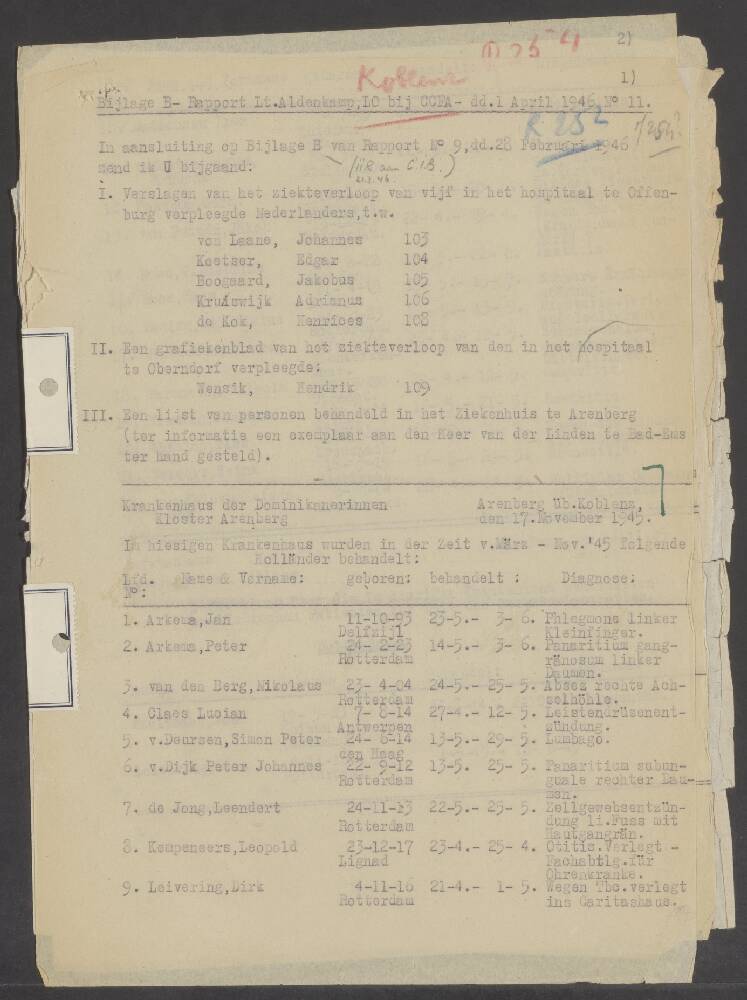 2)
Koblenz
1)
Bijlage B- Rapport Lt.Aldenkamp,LO bij CCFA- dd.1 April 1946 Nº 11.
R 25²
In aansluiting op Bijlage B van Rapport Nº 9,dd.28 Februari 1946
zend ik U bijgaand:
I. Verslagen van het ziekteverloop van vijf in het hospitaal te Offen-
burg verpleegde Nederlanders,t.w.
von Laane, Johannes 103
Koetser, Edgar 104
Boogaard, Jakobus 105
Kruiswijk Adrianus 106
de Kok, Henrices 108
II. Een grafiekenblad van het ziekteverloop van den in het hospitaal
te Oberndorf verpleegde:
Wensik, Hendrik 109
III. Een lijst van personen behandeld in het Ziekenhuis te Arenberg
(ter informatie een exemplaar aan den Heer van der Linden te Bad-Ems
ter hand gesteld).
Krankenhaus der Dominikanerinnen Arenberg üb.Koblenz,
Kloster Arenberg den 17.November 1945.
Im hiesigen Krankenhaus wurden in der Zeit v.März - Nov.'45 folgende
Holländer behandelt:
Lfd. Name & Vorname: geboren: behandelt : Diagnose:
Nº:
1. Arkema,Jan 11-10-93 23-5.- 3- 6. Phlegmone linker
Delfzijl Kleinfinger.
2. Arkema,Peter 24- 2-23 14-5.- 3- 6. Panaritium gang-
Rotterdam ränosum linker
Daumen.
3. van den Berg,Nikolaus 23- 4-04 24-5.- 25- 5. Absez rechte Ach-
Rotterdam selhöhle.
4. Claes Lucian 7- 8-14 27-4.- 12- 5. Leistendrüsenent-
Antwerpen zündung.
5. v.Deursen,Simon Peter 24- 6-14 13-5.- 29- 5. Lumbago.
den Haag
6. v.Dijk Peter Johannes 22- 9-12 13-5. 25- 5. Panaritium subun-
Rotterdam guale rechter Dau-
men.
7. de Jong,Leendert 24-11-13 22-5.- 25- 5. Zellgewebsentzün-
Rotterdam dung li.Fuss mit
Hautgangrän.
8. Kempeneers,Leopold 23-12-17 23-4.- 25- 4. Otitis.Verlegt -
Lignad Fachabtlg.für
Ohrenkranke.
9. Leivering,Dirk 4-11-16 21-4.- 1- 5. Wegen Tbc.verlegt
Rotterdam ins Caritashaus.